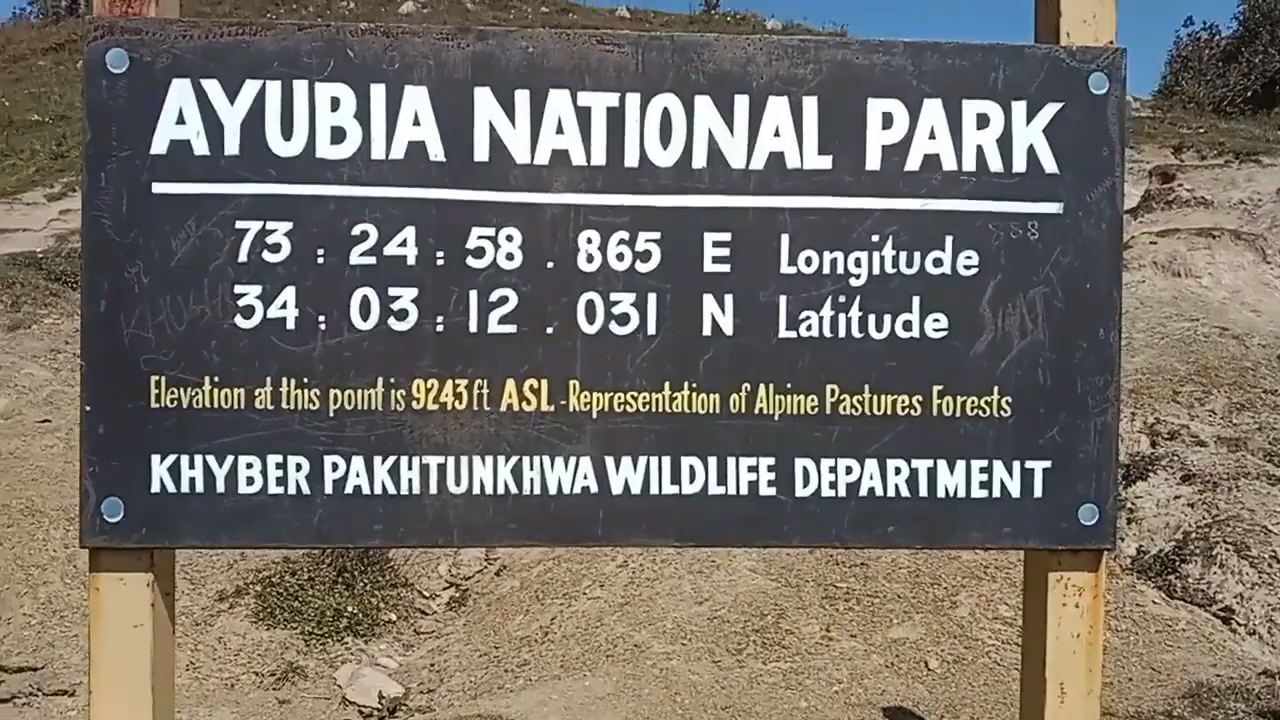 AYUBIA NATIONAL PARK
73 : 24 : 58 . 865 E Longitude
34 : 03 : 12 . 031 N Latitude
Elevation at this point is 9243 ft ASL - Representation of Alpine Pastures Forests
KHYBER PAKHTUNKHWA WILDLIFE DEPARTMENT